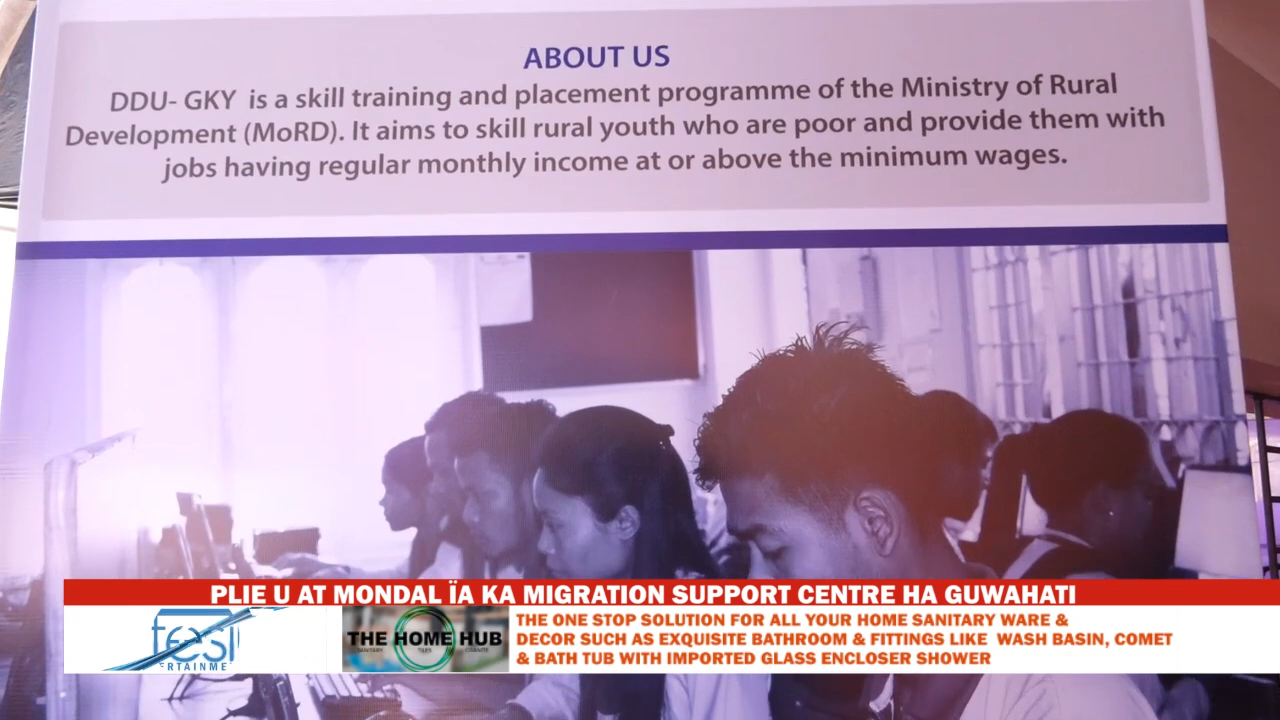 ABOUT US
DDU- GKY is a skill training and placement programme of the Ministry of Rural
Development (MoRD). It aims to skill rural youth who are poor and provide them with
jobs having regular monthly income at or above the minimum wages.
PLIE U AT MONDAL ÏA KA MIGRATION SUPPORT CENTRE HA GUWAHATI
THE HOME HUB
SANITARY TILES GRANITE
THE ONE STOP SOLUTION FOR ALL YOUR HOME SANITARY WARE &
DECOR SUCH AS EXQUISITE BATHROOM & FITTINGS LIKE WASH BASIN, COMET
& BATH TUB WITH IMPORTED GLASS ENCLOSER SHOWER